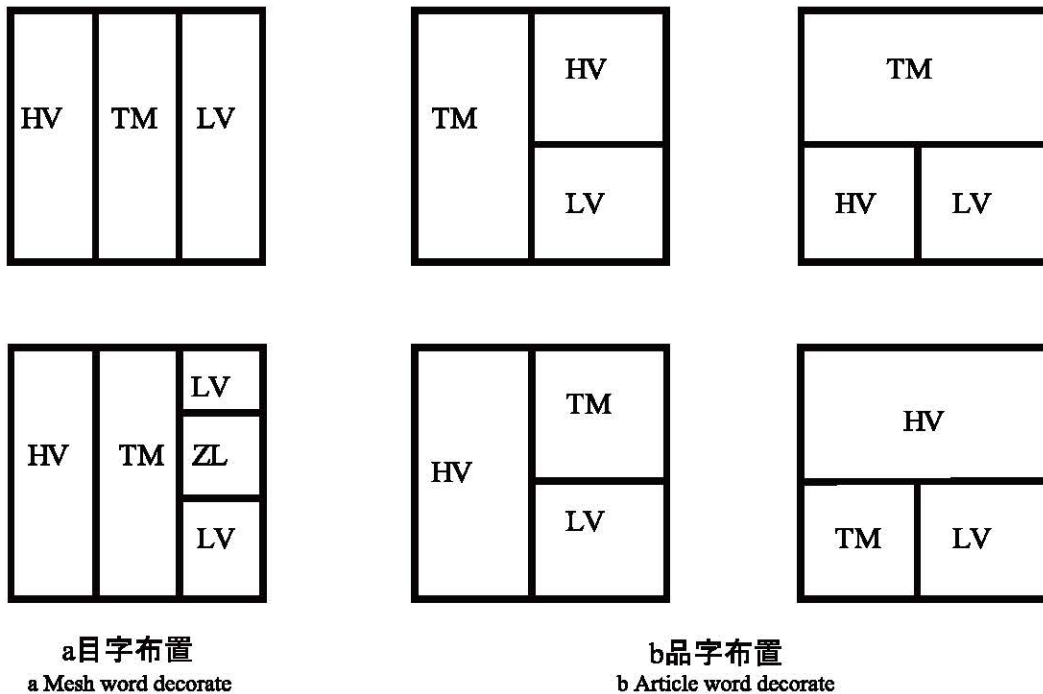 HV TM LV
TM HV LV
TM HV LV
HV TM LV ZL LV
HV TM LV
HV TM LV
a目字布置
a Mesh word decorate
b品字布置
b Article word decorate